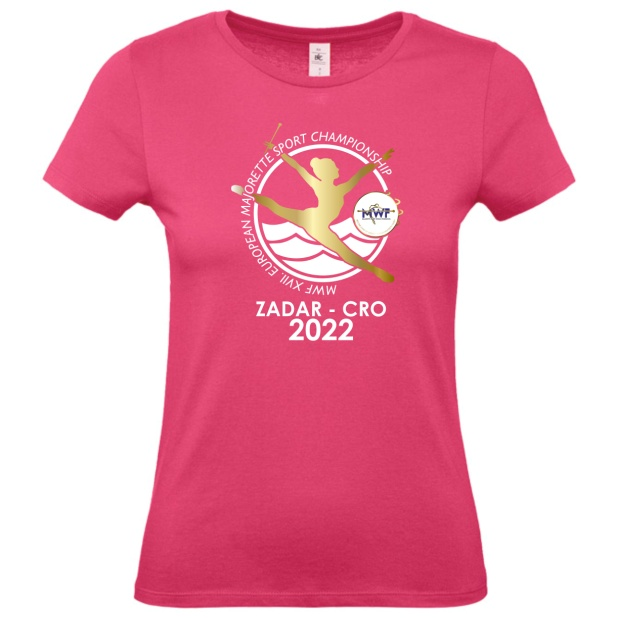 MWF XVII. EUROPEAN MAJORETTE SPORT CHAMPIONSHIP
MWF
ZADAR - CRO
2022